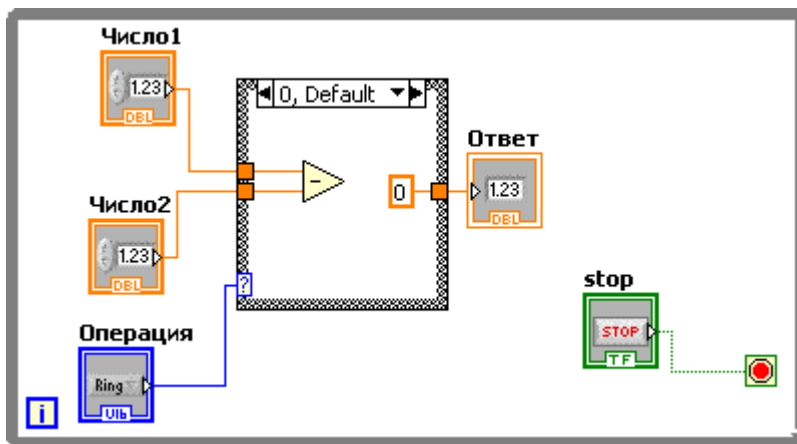 Число1
1.23
DBL
0, Default
-
0
Ответ
1.23
DBL
Число2
1.23
DBL
?
stop
STOP
TF
Операция
Ring
U16
i